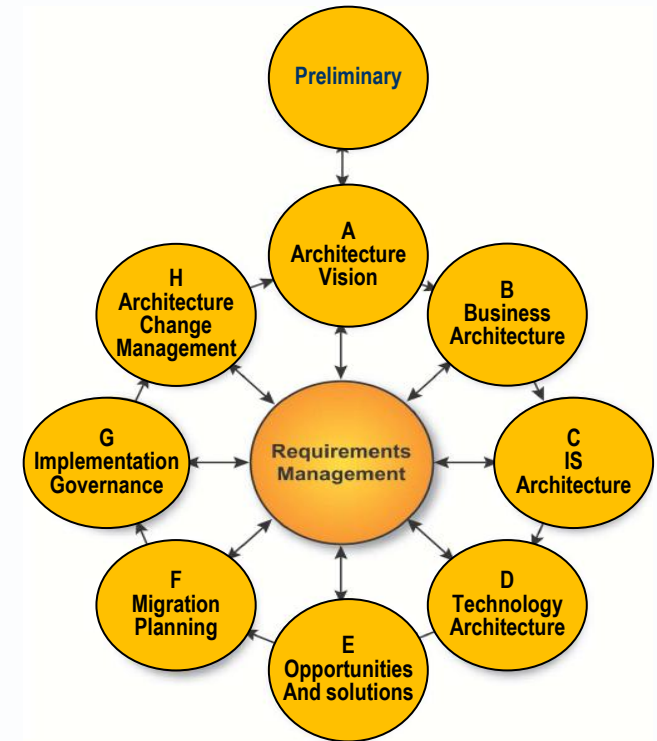 Preliminary
A
Architecture
Vision
B
Business
Architecture
C
IS
Architecture
D
Technology
Architecture
E
Opportunities
And solutions
F
Migration
Planning
G
Implementation
Governance
H
Architecture
Change
Management
Requirements
Management